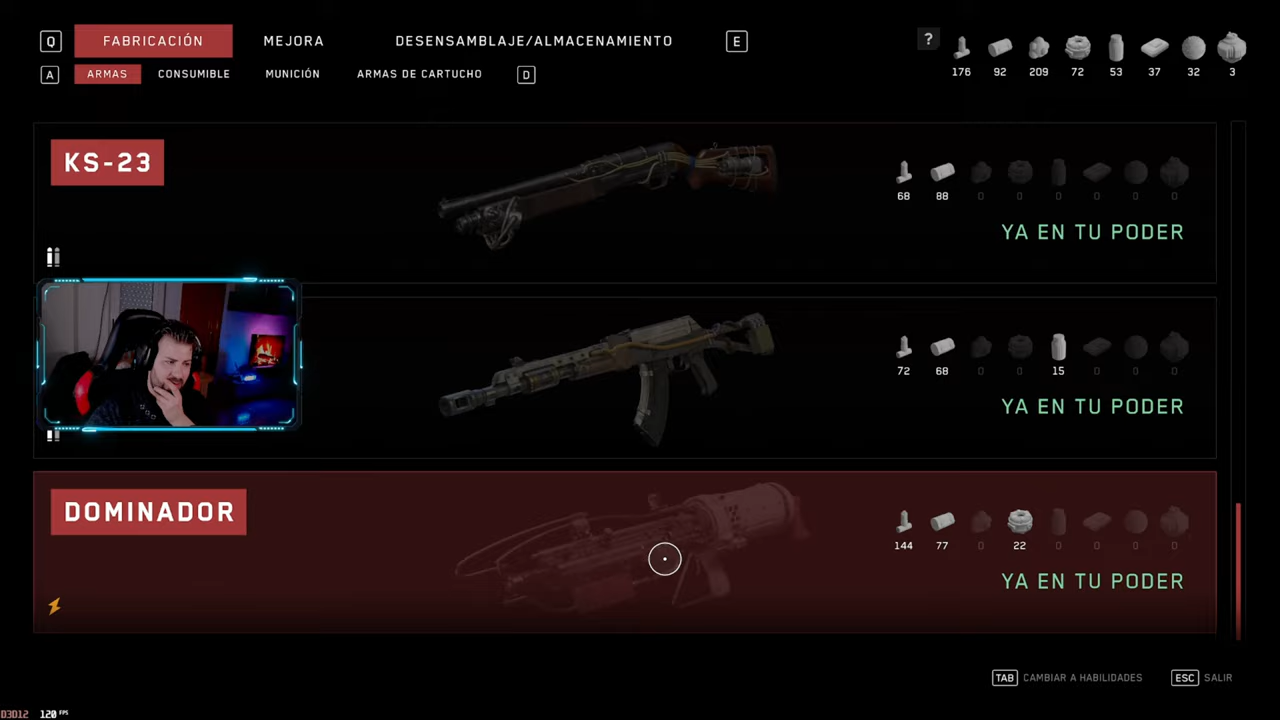 Q FABRICACIÓN MEJORA DESENSAMBLAJE/ALMACENAMIENTO E ?
A ARMAS CONSUMIBLE MUNICIÓN ARMAS DE CARTUCHO D
176 92 209 72 53 37 32 3
KS-23
68 88 0 0 0 0 0 0
YA EN TU PODER
72 68 0 0 15 0 0 0
YA EN TU PODER
DOMINADOR
144 77 0 22 0 0 0 0
YA EN TU PODER
TAB CAMBIAR A HABILIDADES ESC SALIR
D3D12 120 FPS